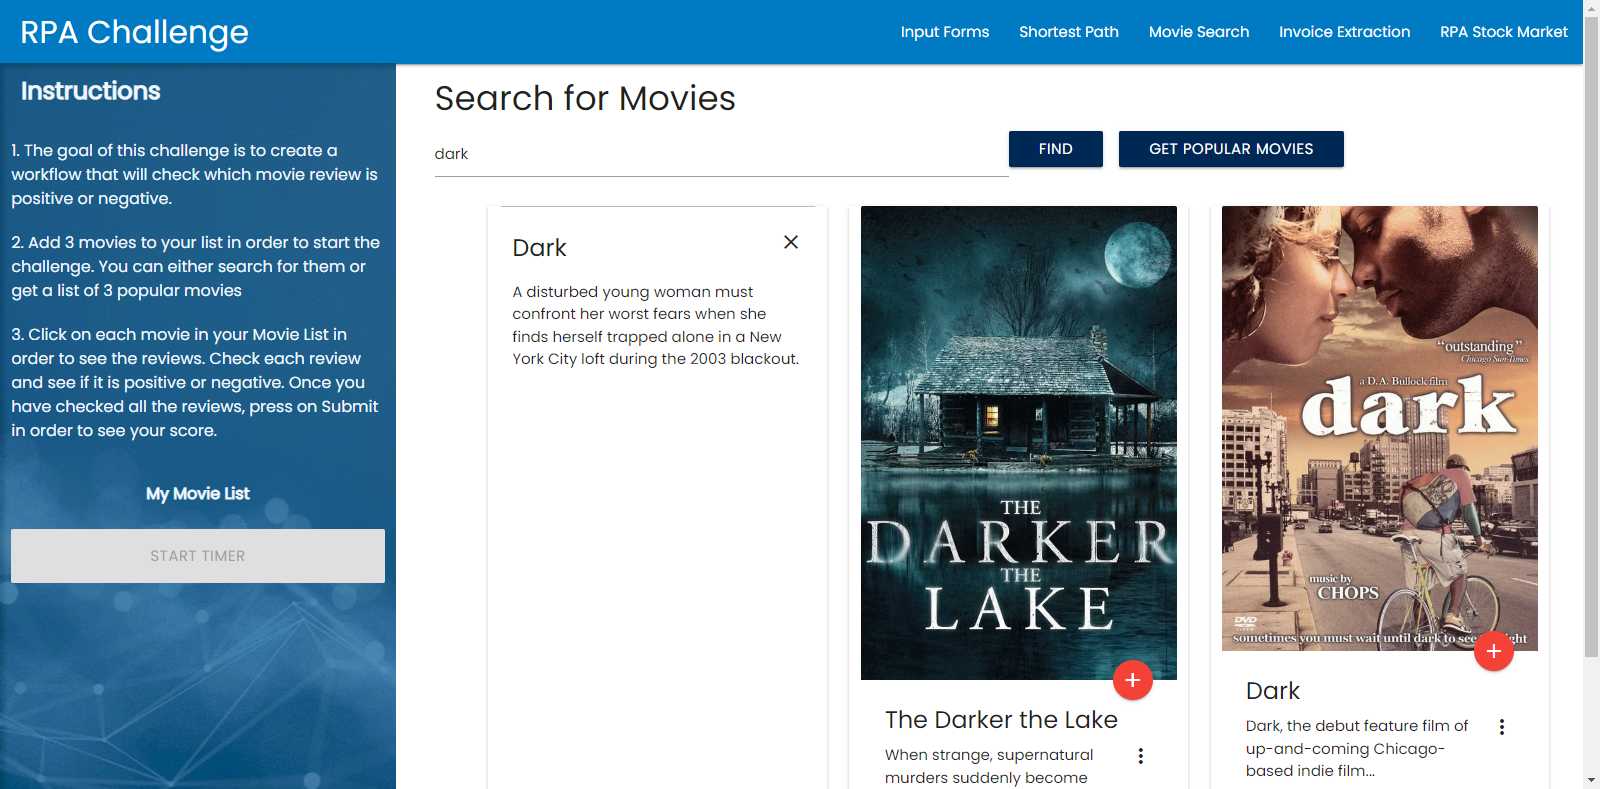 RPA Challenge
Input Forms
Shortest Path
Movie Search
Invoice Extraction
RPA Stock Market
Instructions
1. The goal of this challenge is to create a
workflow that will check which movie review is
positive or negative.
2. Add 3 movies to your list in order to start the
challenge. You can either search for them or
get a list of 3 popular movies
3. Click on each movie in your Movie List in
order to see the reviews. Check each review
and see if it is positive or negative. Once you
have checked all the reviews, press on Submit
in order to see your score.
My Movie List
START TIMER
Search for Movies
dark
FIND
GET POPULAR MOVIES
Dark
A disturbed young woman must
confront her worst fears when she
finds herself trapped alone in a New
York City loft during the 2003 blackout.
THE
DARKER
THE
LAKE
The Darker the Lake
When strange, supernatural
murders suddenly become
"outstanding"
Chicago Sun-Times
a D.A. Bullock film
dark
music by
CHOPS
DVD
sometimes you must wait until dark to see ght
Dark
Dark, the debut feature film of
up-and-coming Chicago-
based indie film...